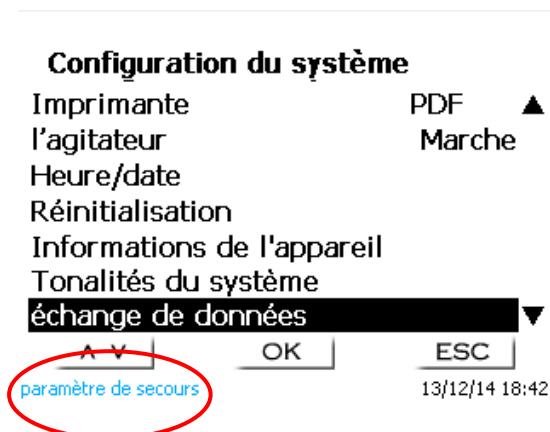 Configuration du système
Imprimante PDF ▲
l'agitateur Marche
Heure/date
Réinitialisation
Informations de l'appareil
Tonalités du système
échange de données ▼
∧ ∨ OK ESC
paramètre de secours 13/12/14 18:42